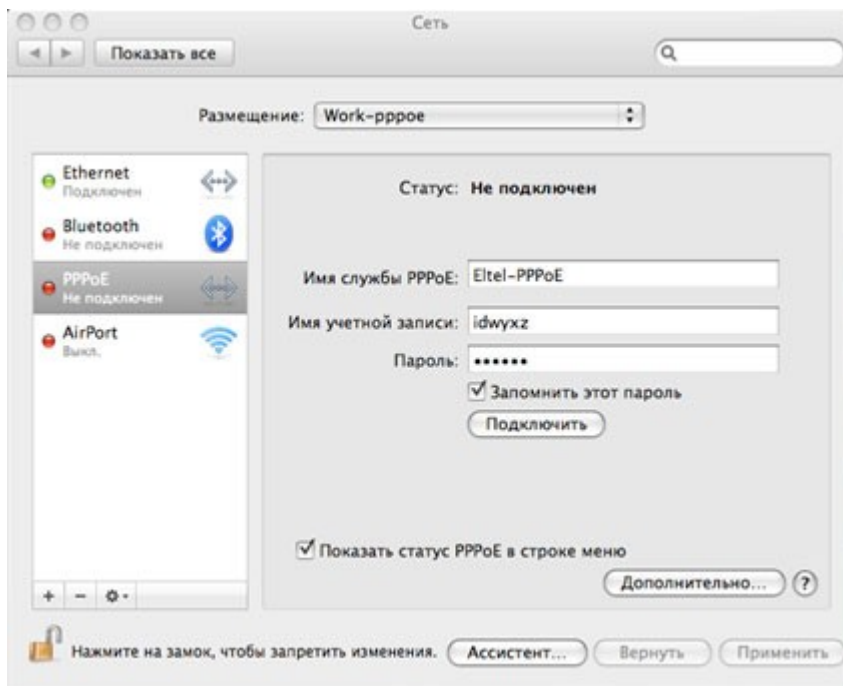 Сеть
Показать все
Размещение: Work-pppoe
Ethernet
Подключен
Bluetooth
Не подключен
PPPoE
Не подключен
AirPort
Выкл.
Статус: Не подключен
Имя службы PPPoE: Eltel-PPPoE
Имя учетной записи: idwyxz
Пароль: ••••••
Запомнить этот пароль
Подключить
Показать статус PPPoE в строке меню
Дополнительно... ?
Нажмите на замок, чтобы запретить изменения. Ассистент... Вернуть Применить